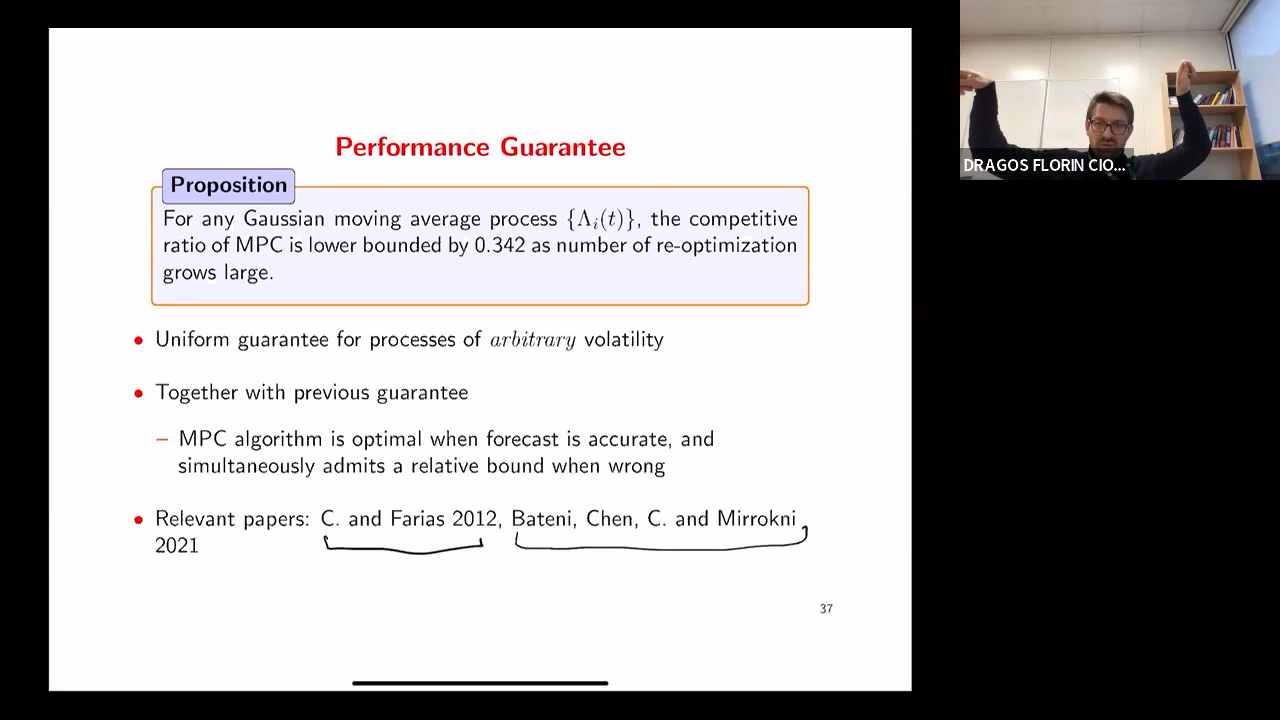 Performance Guarantee
Proposition
For any Gaussian moving average process {Λᵢ(t)}, the competitive
ratio of MPC is lower bounded by 0.342 as number of re-optimization
grows large.
• Uniform guarantee for processes of arbitrary volatility
• Together with previous guarantee
– MPC algorithm is optimal when forecast is accurate, and
simultaneously admits a relative bound when wrong
• Relevant papers: C. and Farias 2012, Bateni, Chen, C. and Mirrokni
2021
37
DRAGOS FLORIN CIO...